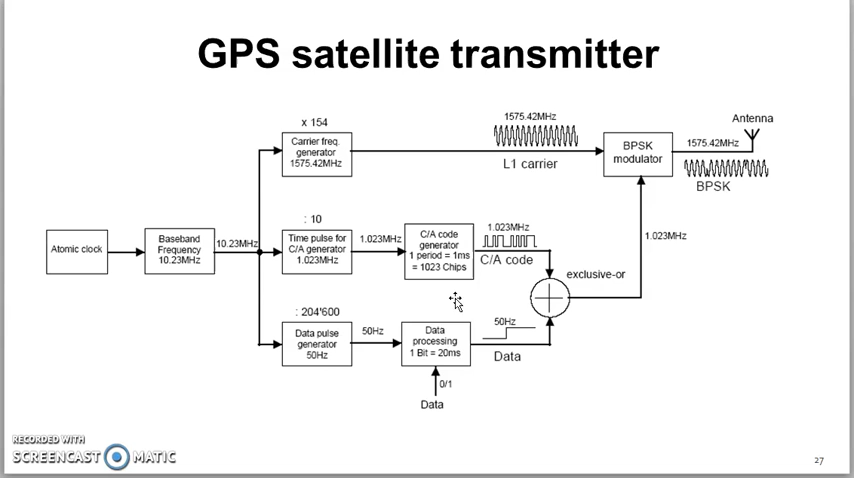 GPS satellite transmitter
x 154
Carrier freq.
generator
1575.42MHz
1575.42MHz
L1 carrier
BPSK
modulator
1575.42MHz
Antenna
BPSK
Atomic clock
Baseband
Frequency
10.23MHz
10.23MHz
: 10
Time pulse for
C/A generator
1.023MHz
1.023MHz
C/A code
generator
1 period = 1ms
= 1023 Chips
1.023MHz
C/A code
exclusive-or
1.023MHz
: 204'600
Data pulse
generator
50Hz
50Hz
Data
processing
1 Bit = 20ms
50Hz
Data
0/1
Data
RECORDED WITH
SCREENCAST MATIC
27